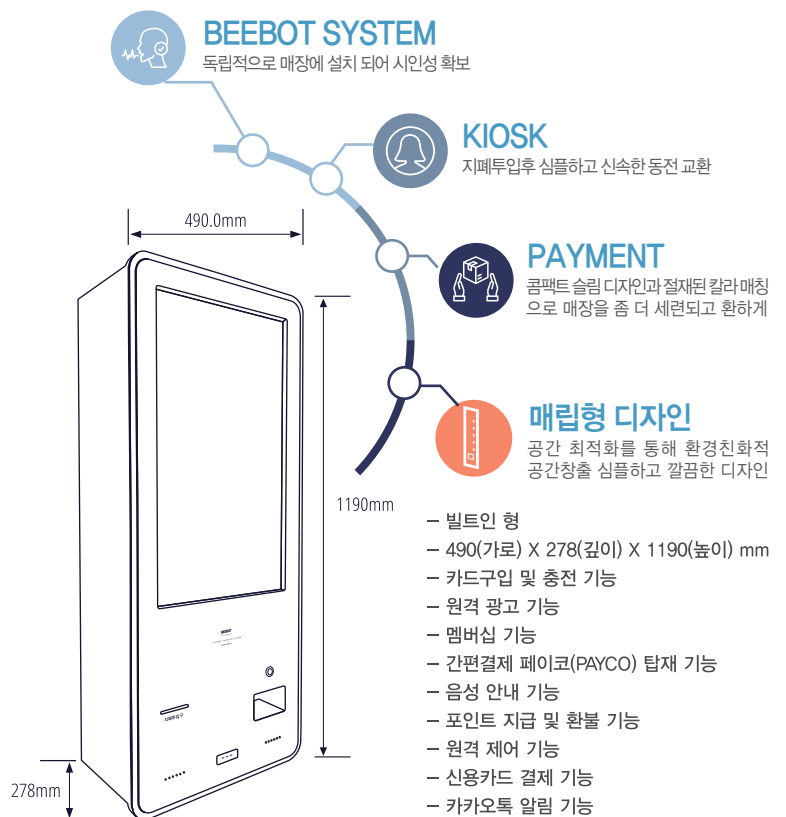 BEEBOT SYSTEM
독립적으로 매장에 설치 되어 시인성 확보
KIOSK
지폐투입후 심플하고 신속한 동전 교환
490.0mm
PAYMENT
콤팩트 슬림 디자인과 절재된 칼라 매칭
으로 매장을 좀 더 세련되고 환하게
매립형 디자인
공간 최적화를 통해 환경친화적
공간창출 심플하고 깔끔한 디자인
1190mm
– 빌트인 형
– 490(가로) X 278(깊이) X 1190(높이) mm
– 카드구입 및 충전 기능
– 원격 광고 기능
– 멤버십 기능
– 간편결제 페이코(PAYCO) 탑재 기능
– 음성 안내 기능
– 포인트 지급 및 환불 기능
– 원격 제어 기능
– 신용카드 결제 기능
– 카카오톡 알림 기능
BEEBOT
지폐투입구
278mm